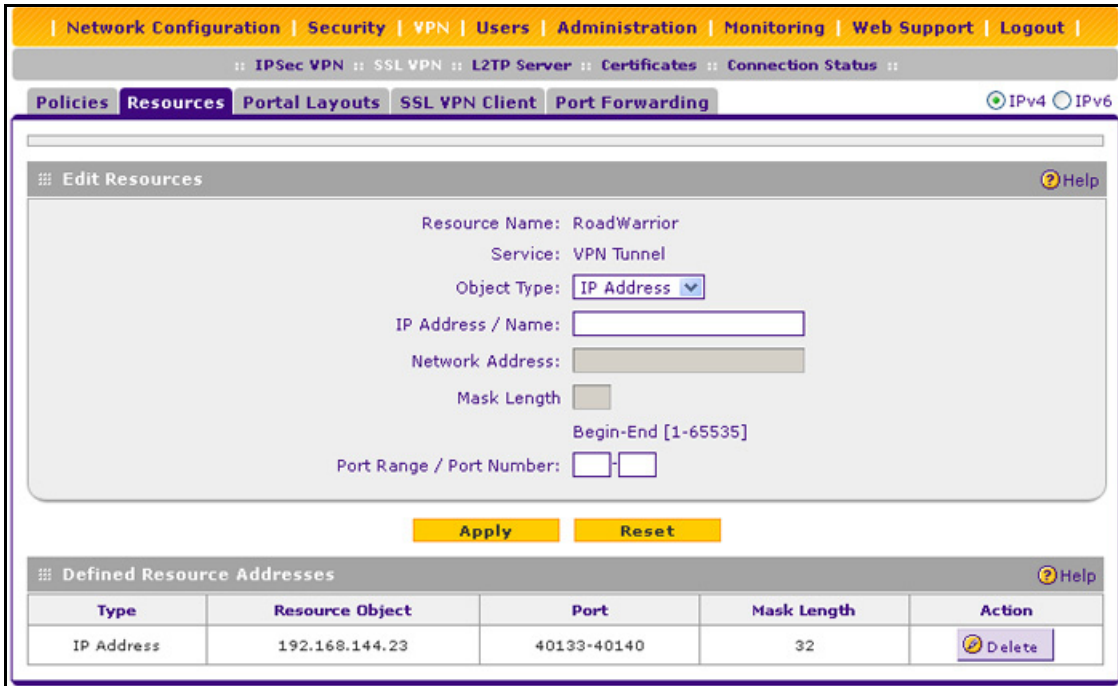 | Network Configuration | Security | VPN | Users | Administration | Monitoring | Web Support | Logout |
:: IPSec VPN :: SSL VPN :: L2TP Server :: Certificates :: Connection Status ::
Policies Resources Portal Layouts SSL VPN Client Port Forwarding IPv4 IPv6
Edit Resources ? Help
Resource Name: RoadWarrior
Service: VPN Tunnel
Object Type: IP Address
IP Address / Name:
Network Address:
Mask Length
Begin-End [1-65535]
Port Range / Port Number: -
Apply Reset
Defined Resource Addresses ? Help
Type Resource Object Port Mask Length Action
IP Address 192.168.144.23 40133-40140 32 Delete